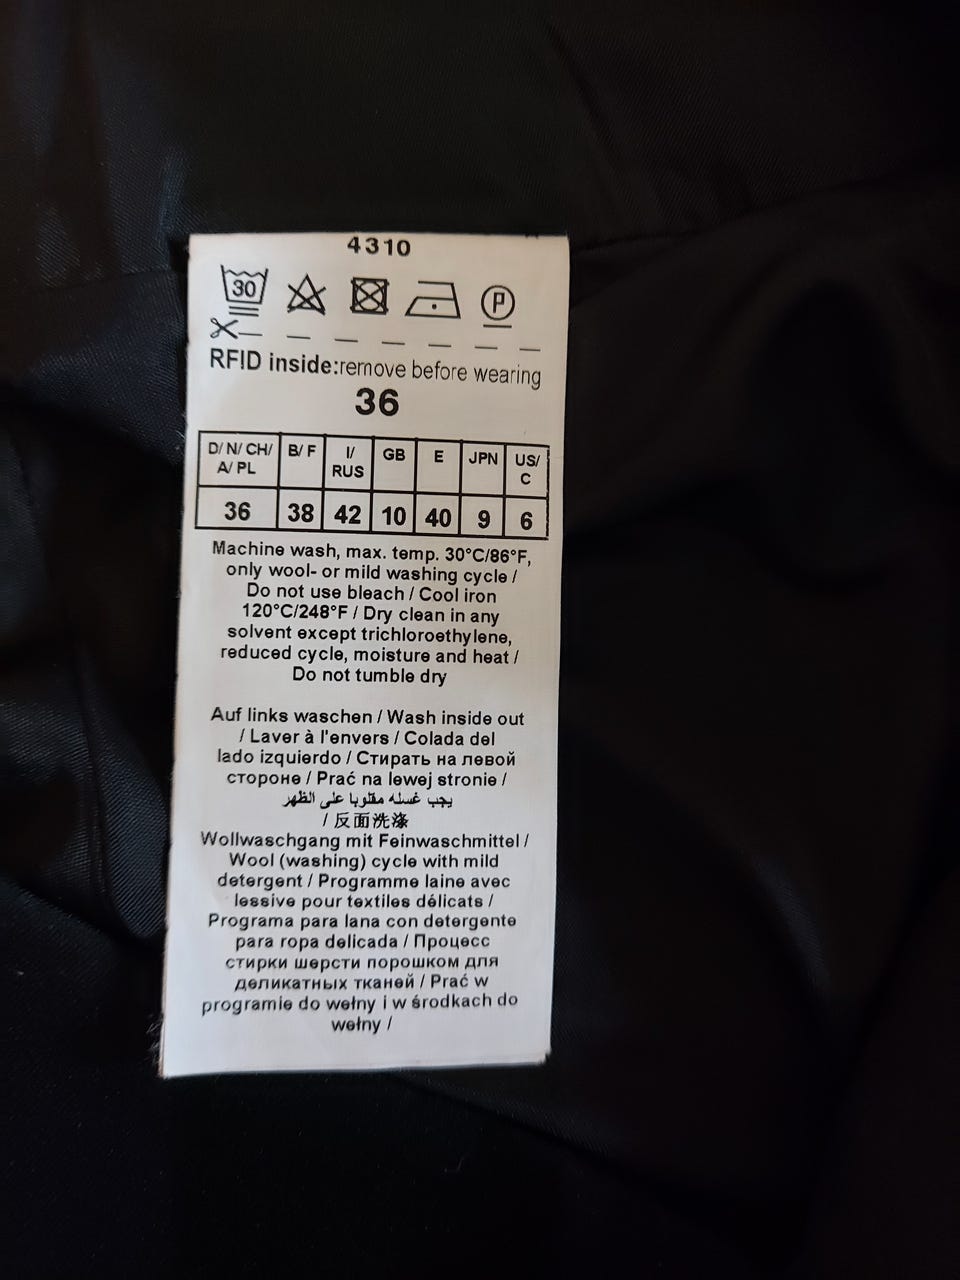 4310
30 P
RFID inside:remove before wearing
36
D/ N/ CH/ A/ PL B/ F I/ RUS GB E JPN US/ C
36 38 42 10 40 9 6
Machine wash, max. temp. 30°C/86°F,
only wool- or mild washing cycle /
Do not use bleach / Cool iron
120°C/248°F / Dry clean in any
solvent except trichloroethylene,
reduced cycle, moisture and heat /
Do not tumble dry
Auf links waschen / Wash inside out
/ Laver à l'envers / Colada del
lado izquierdo / Стирать на левой
стороне / Prać na lewej stronie /
يجب غسله مقلوبا على الظهر
/ 反面洗涤
Wollwaschgang mit Feinwaschmittel /
Wool (washing) cycle with mild
detergent / Programme laine avec
lessive pour textiles délicats /
Programa para lana con detergente
para ropa delicada / Процесс
стирки шерсти порошком для
деликатных тканей / Prać w
programie do wełny i w środkach do
wełny /